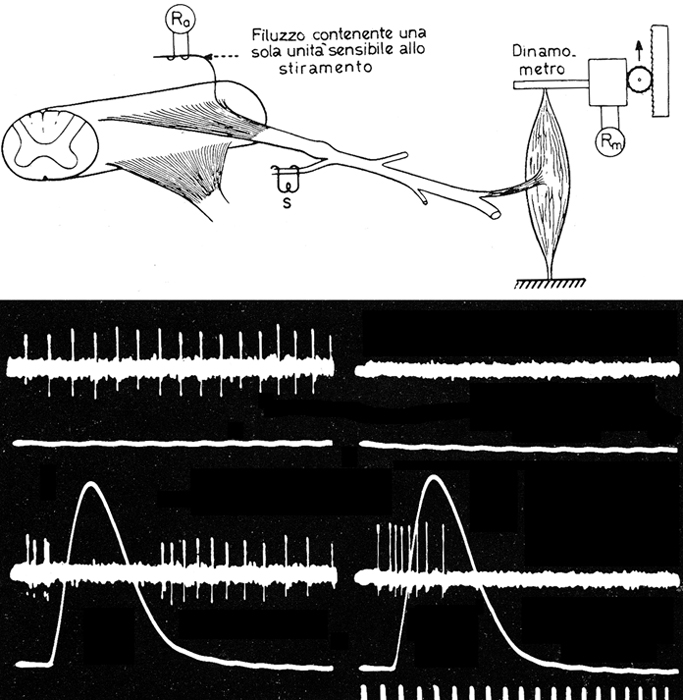 Ra
Filuzzo contenente una
sola unità sensibile allo
stiramento
Dinamo-
metro
Rm
S